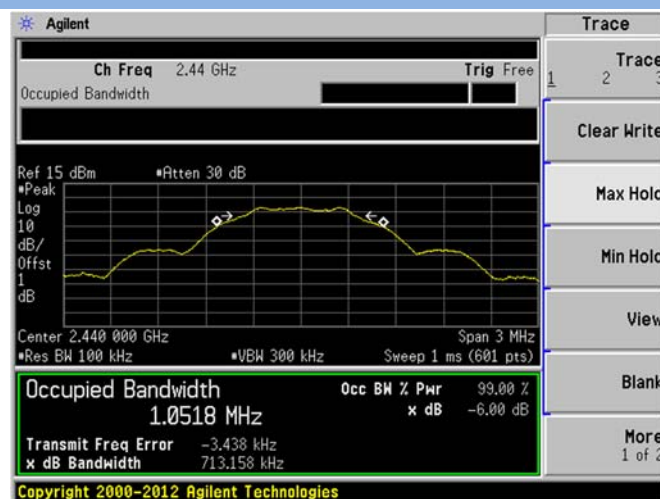 Agilent
Trace
Ch Freq 2.44 GHz Trig Free
Occupied Bandwidth
Trace
1 2 3
Clear Write
Ref 15 dBm #Atten 30 dB
#Peak
Log
10
dB/
Offst
1
dB
Max Hold
Min Hold
View
Center 2.440 000 GHz Span 3 MHz
#Res BW 100 kHz #VBW 300 kHz Sweep 1 ms (601 pts)
Occupied Bandwidth Occ BW % Pwr 99.00 %
1.0518 MHz x dB -6.00 dB
Blank
Transmit Freq Error -3.438 kHz
x dB Bandwidth 713.158 kHz
More
1 of 2
Copyright 2000-2012 Agilent Technologies